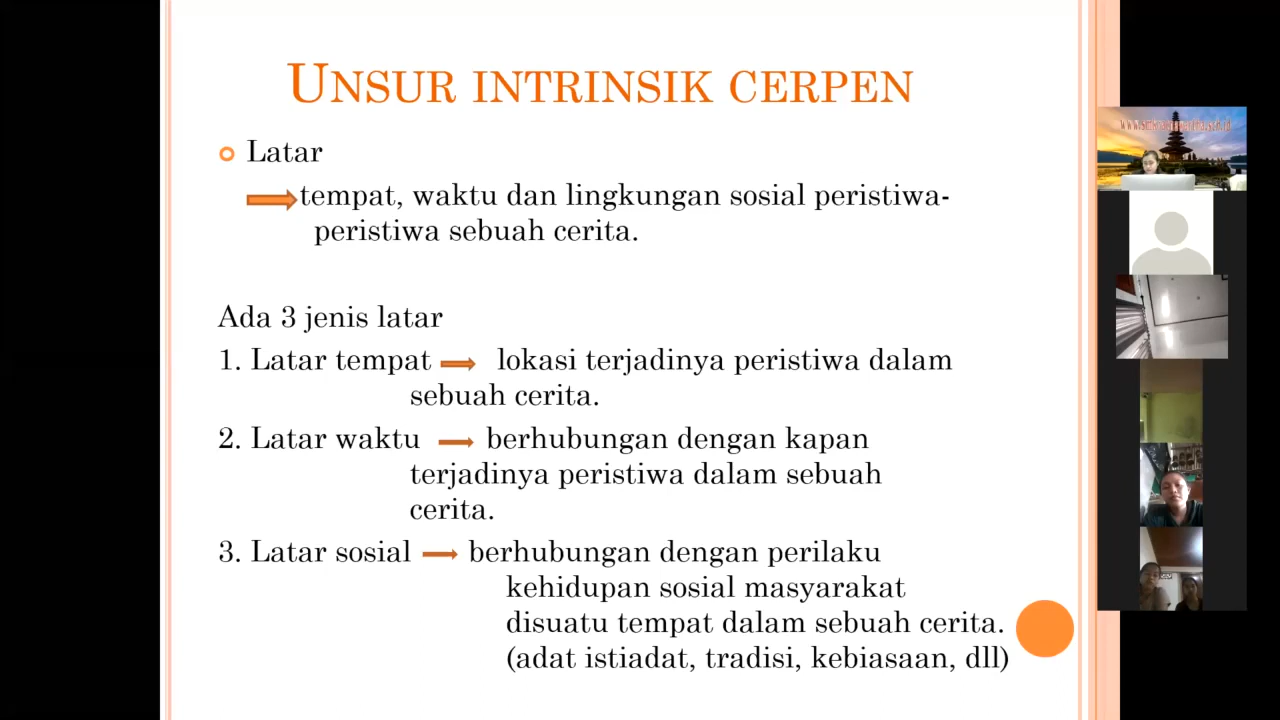 UNSUR INTRINSIK CERPEN
Latar
tempat, waktu dan lingkungan sosial peristiwa-
peristiwa sebuah cerita.
Ada 3 jenis latar
1. Latar tempat lokasi terjadinya peristiwa dalam
sebuah cerita.
2. Latar waktu berhubungan dengan kapan
terjadinya peristiwa dalam sebuah
cerita.
3. Latar sosial berhubungan dengan perilaku
kehidupan sosial masyarakat
disuatu tempat dalam sebuah cerita.
(adat istiadat, tradisi, kebiasaan, dll)